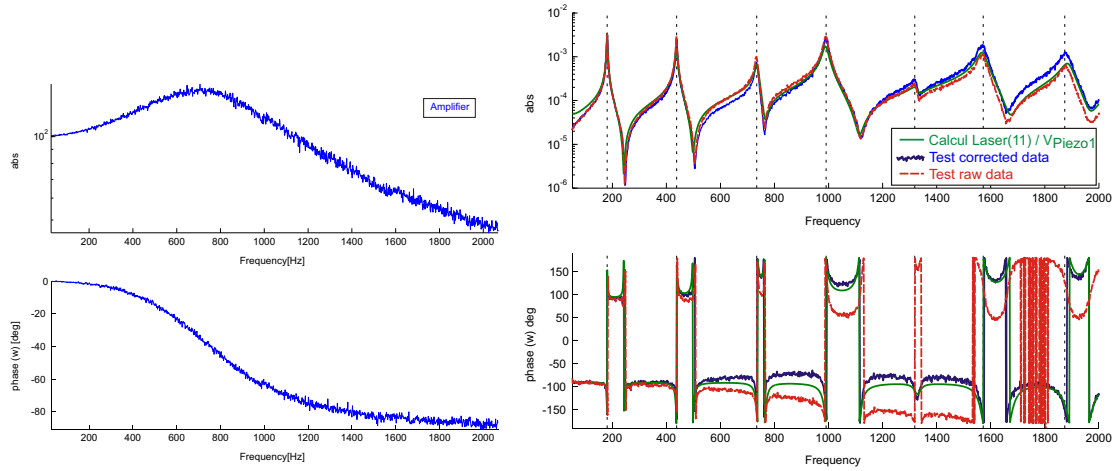 abs
10²
Amplifier
200 400 600 800 1000 1200 1400 1600 1800 2000
Frequency[Hz]
phase (w) [deg]
0
-20
-40
-60
-80
200 400 600 800 1000 1200 1400 1600 1800 2000
Frequency[Hz]
abs
10⁻²
10⁻³
10⁻⁴
10⁻⁵
10⁻⁶
Calcul Laser(11) / VPiezo1
Test corrected data
Test raw data
200 400 600 800 1000 1200 1400 1600 1800 2000
Frequency
phase (w) deg
150
100
50
0
-50
-100
-150
200 400 600 800 1000 1200 1400 1600 1800 2000
Frequency